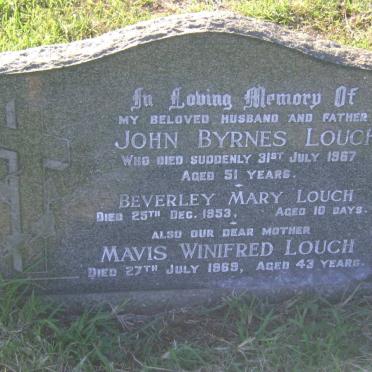 In Loving Memory Of
MY BELOVED HUSBAND AND FATHER
JOHN BYRNES LOUCH
WHO DIED SUDDENLY 31ST JULY 1967
AGED 51 YEARS.
BEVERLEY MARY LOUCH
DIED 25TH DEC. 1953, AGED 10 DAYS.
ALSO OUR DEAR MOTHER
MAVIS WINIFRED LOUCH
DIED 27TH JULY 1969, AGED 43 YEARS.